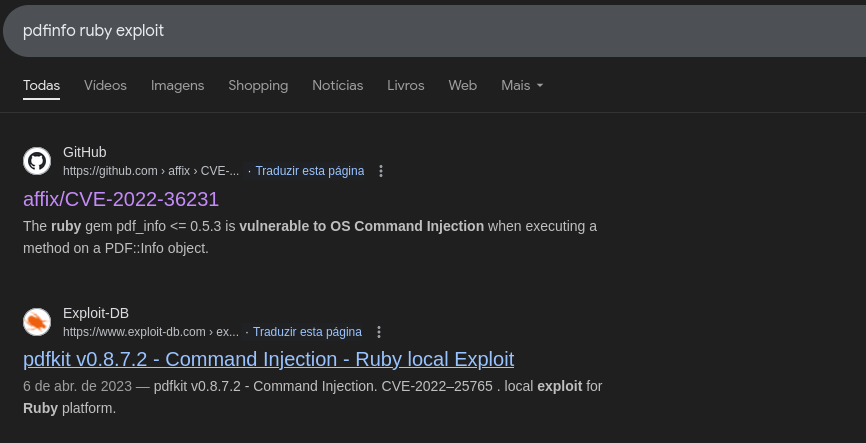 pdfinfo ruby exploit
Todas Vídeos Imagens Shopping Notícias Livros Web Mais
GitHub
https://github.com › affix › CVE-... · Traduzir esta página
affix/CVE-2022-36231
The ruby gem pdf_info <= 0.5.3 is vulnerable to OS Command Injection when executing a
method on a PDF::Info object.
Exploit-DB
https://www.exploit-db.com › ex... · Traduzir esta página
pdfkit v0.8.7.2 - Command Injection - Ruby local Exploit
6 de abr. de 2023 — pdfkit v0.8.7.2 - Command Injection. CVE-2022–25765 . local exploit for
Ruby platform.